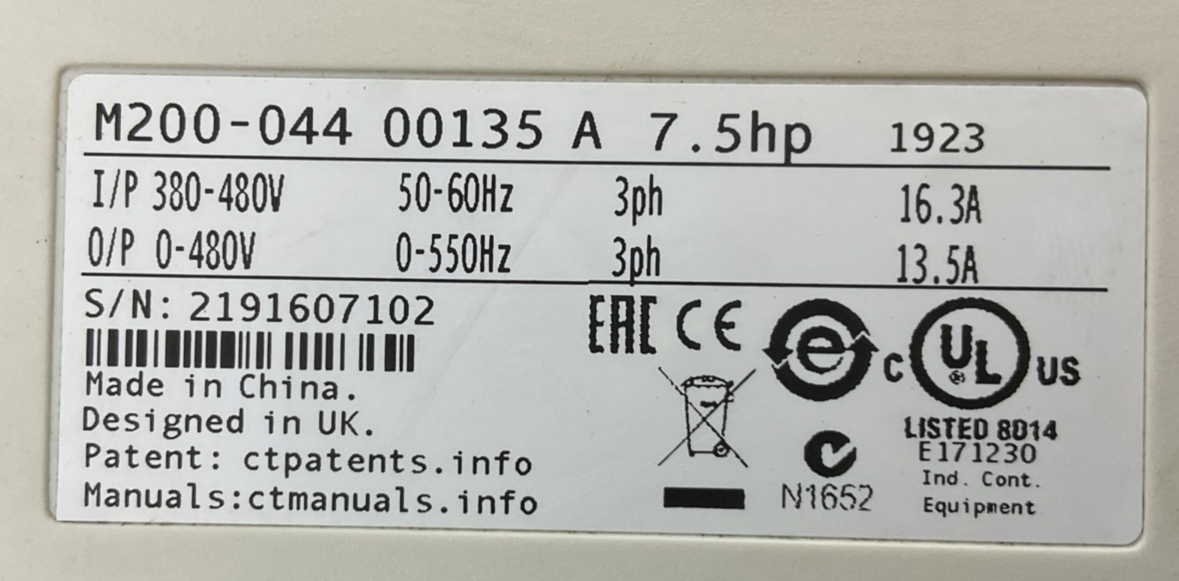 M200-044 00135 A 7.5hp 1923
I/P 380-480V 50-60Hz 3ph 16.3A
O/P 0-480V 0-550Hz 3ph 13.5A
S/N: 2191607102
Made in China.
Designed in UK.
Patent: ctpatents.info
Manuals:ctmanuals.info
EAC CE e C UL US
LISTED 8D14
E171230
Ind. Cont.
Equipment
N1652